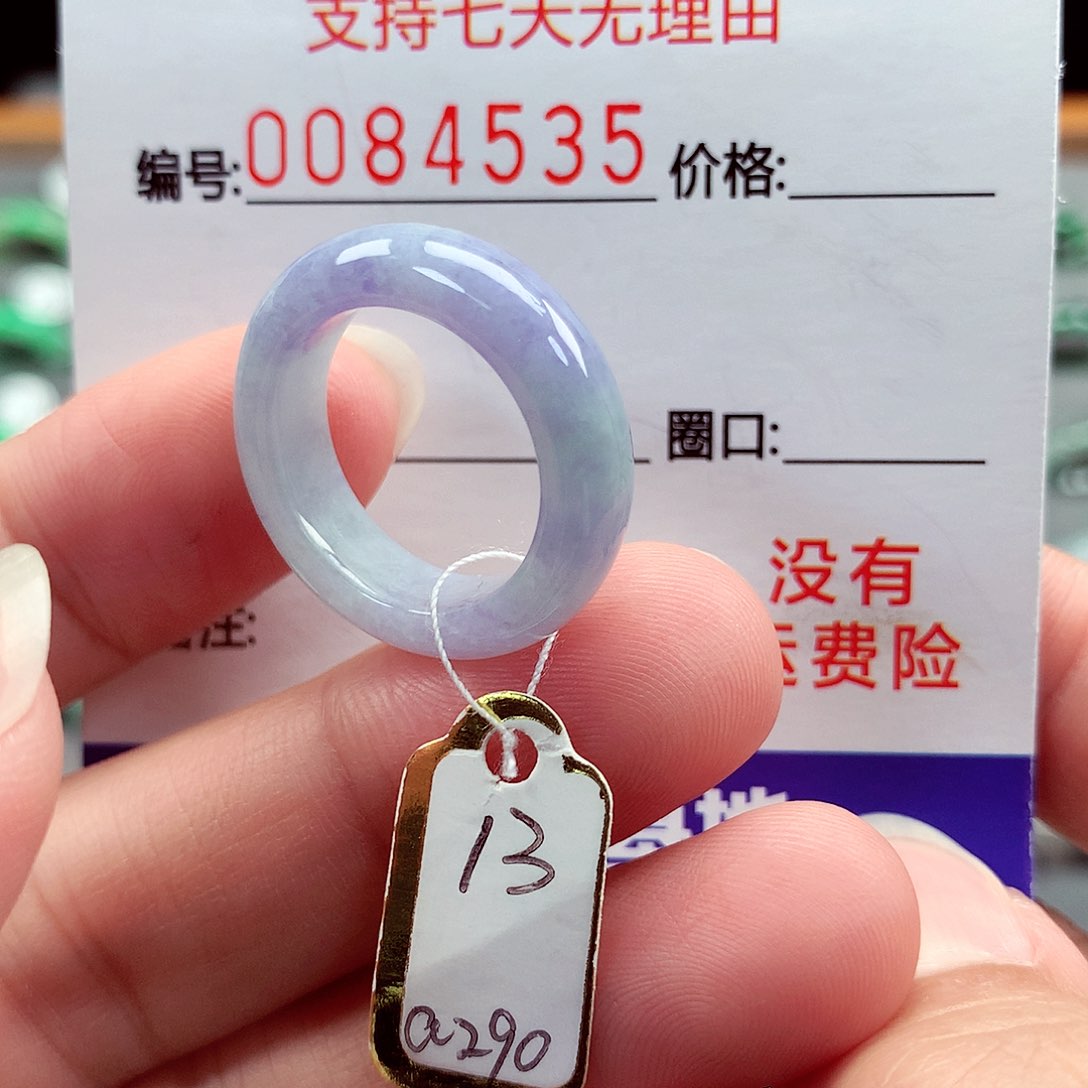 支持七天无理由
编号:0084535 价格:
圈口:
没有
注:
运费险
13
a290